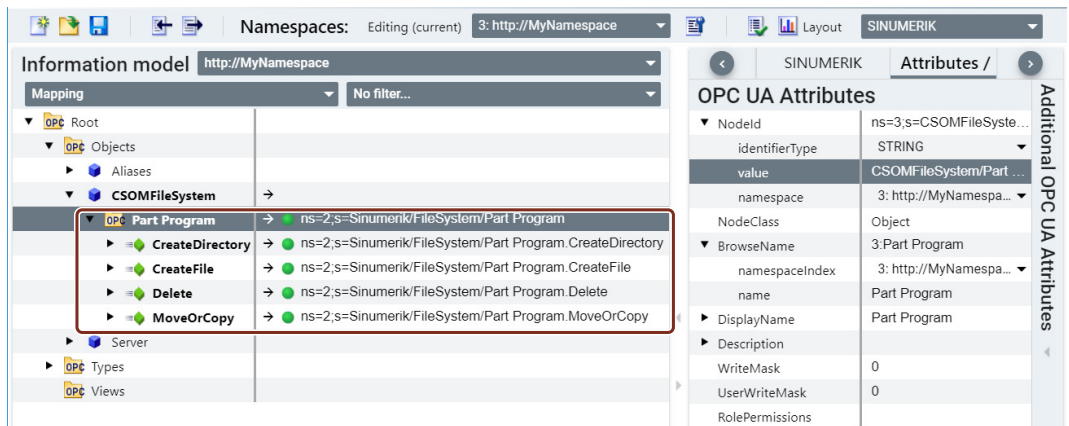 Namespaces: Editing (current) 3: http://MyNamespace Layout SINUMERIK
Information model http://MyNamespace
Mapping No filter...
OPC Root
OPC Objects
Aliases
CSOMFileSystem →
OPC Part Program → ns=2;s=Sinumerik/FileSystem/Part Program
CreateDirectory → ns=2;s=Sinumerik/FileSystem/Part Program.CreateDirectory
CreateFile → ns=2;s=Sinumerik/FileSystem/Part Program.CreateFile
Delete → ns=2;s=Sinumerik/FileSystem/Part Program.Delete
MoveOrCopy → ns=2;s=Sinumerik/FileSystem/Part Program.MoveOrCopy
Server
OPC Types
OPC Views
SINUMERIK Attributes /
OPC UA Attributes
NodeId ns=3;s=CSOMFileSyste...
identifierType STRING
value CSOMFileSystem/Part ...
namespace 3: http://MyNamespa...
NodeClass Object
BrowseName 3:Part Program
namespaceIndex 3: http://MyNamespa...
name Part Program
DisplayName Part Program
Description
WriteMask 0
UserWriteMask 0
RolePermissions
Additional OPC UA Attributes